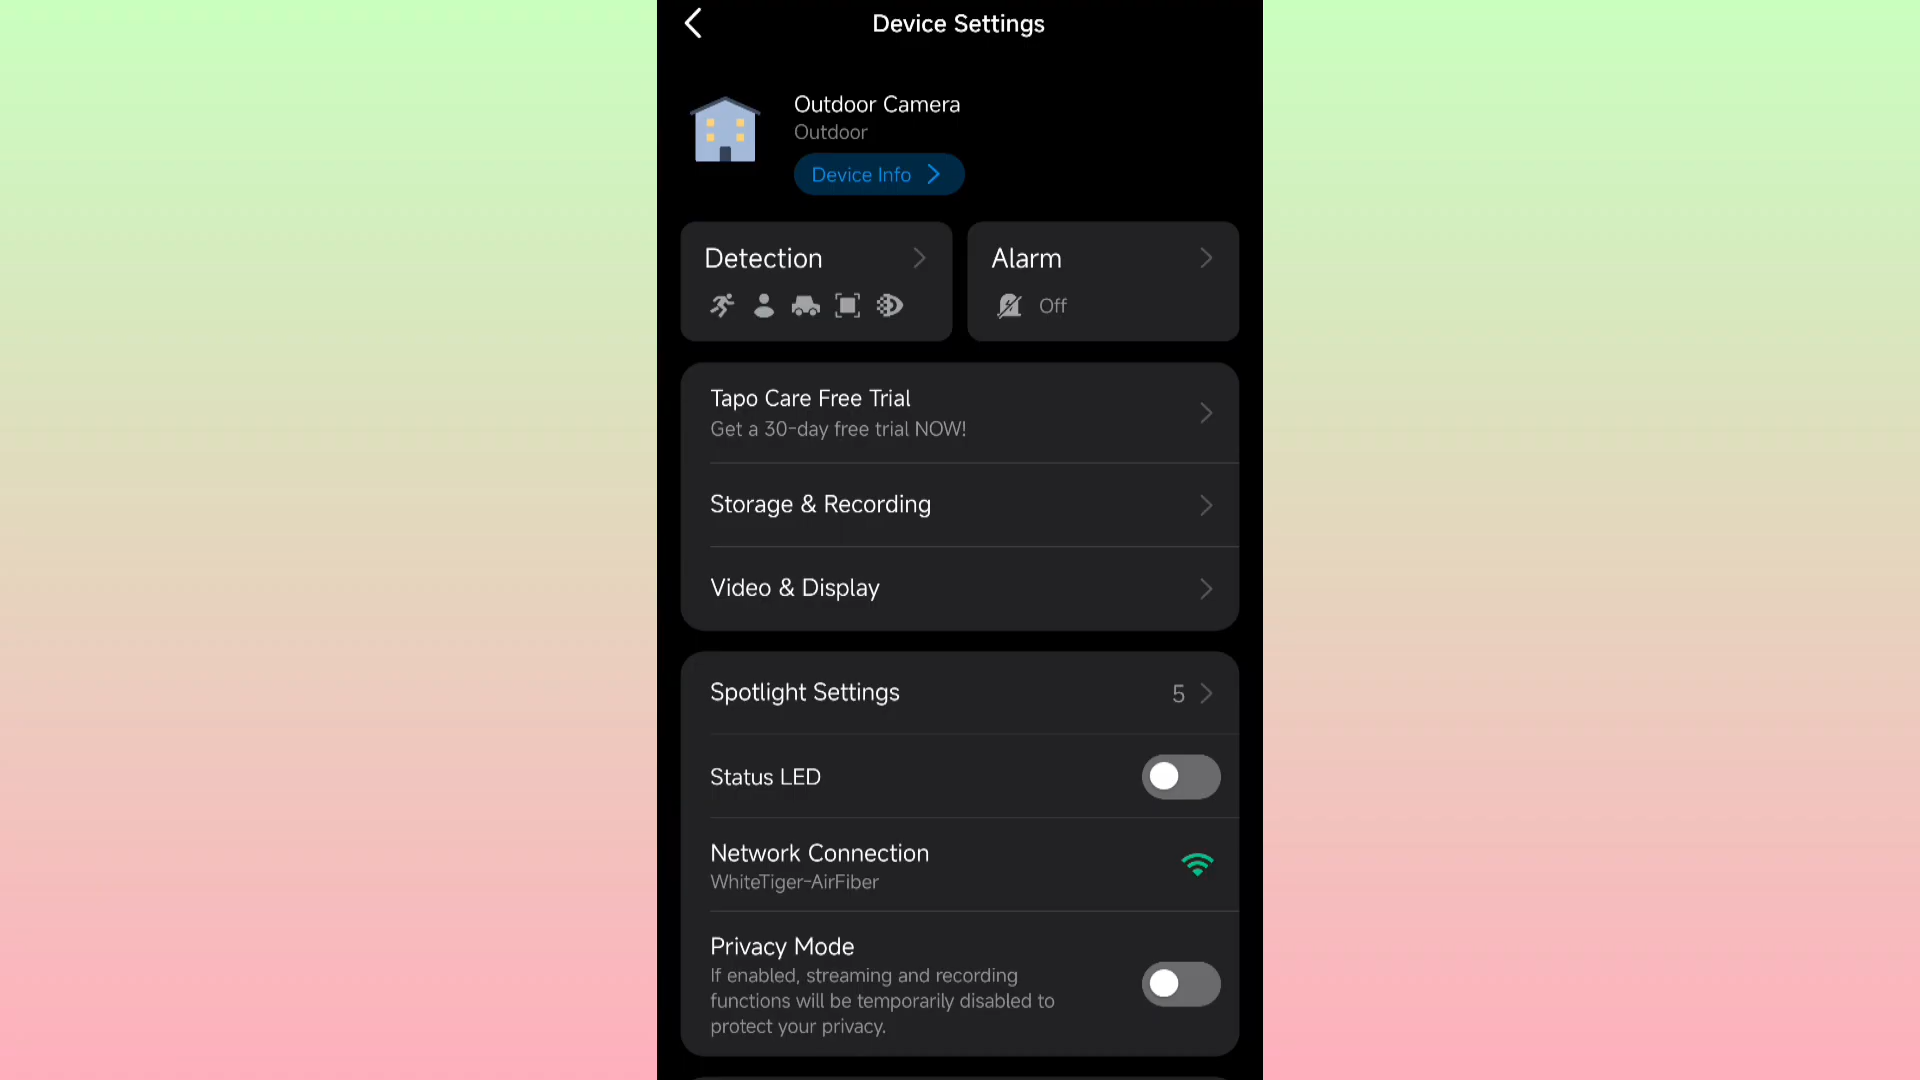 Device Settings
Outdoor Camera
Outdoor
Device Info
Detection
Alarm
Off
Tapo Care Free Trial
Get a 30-day free trial NOW!
Storage & Recording
Video & Display
Spotlight Settings
5
Status LED
Network Connection
WhiteTiger-AirFiber
Privacy Mode
If enabled, streaming and recording
functions will be temporarily disabled to
protect your privacy.